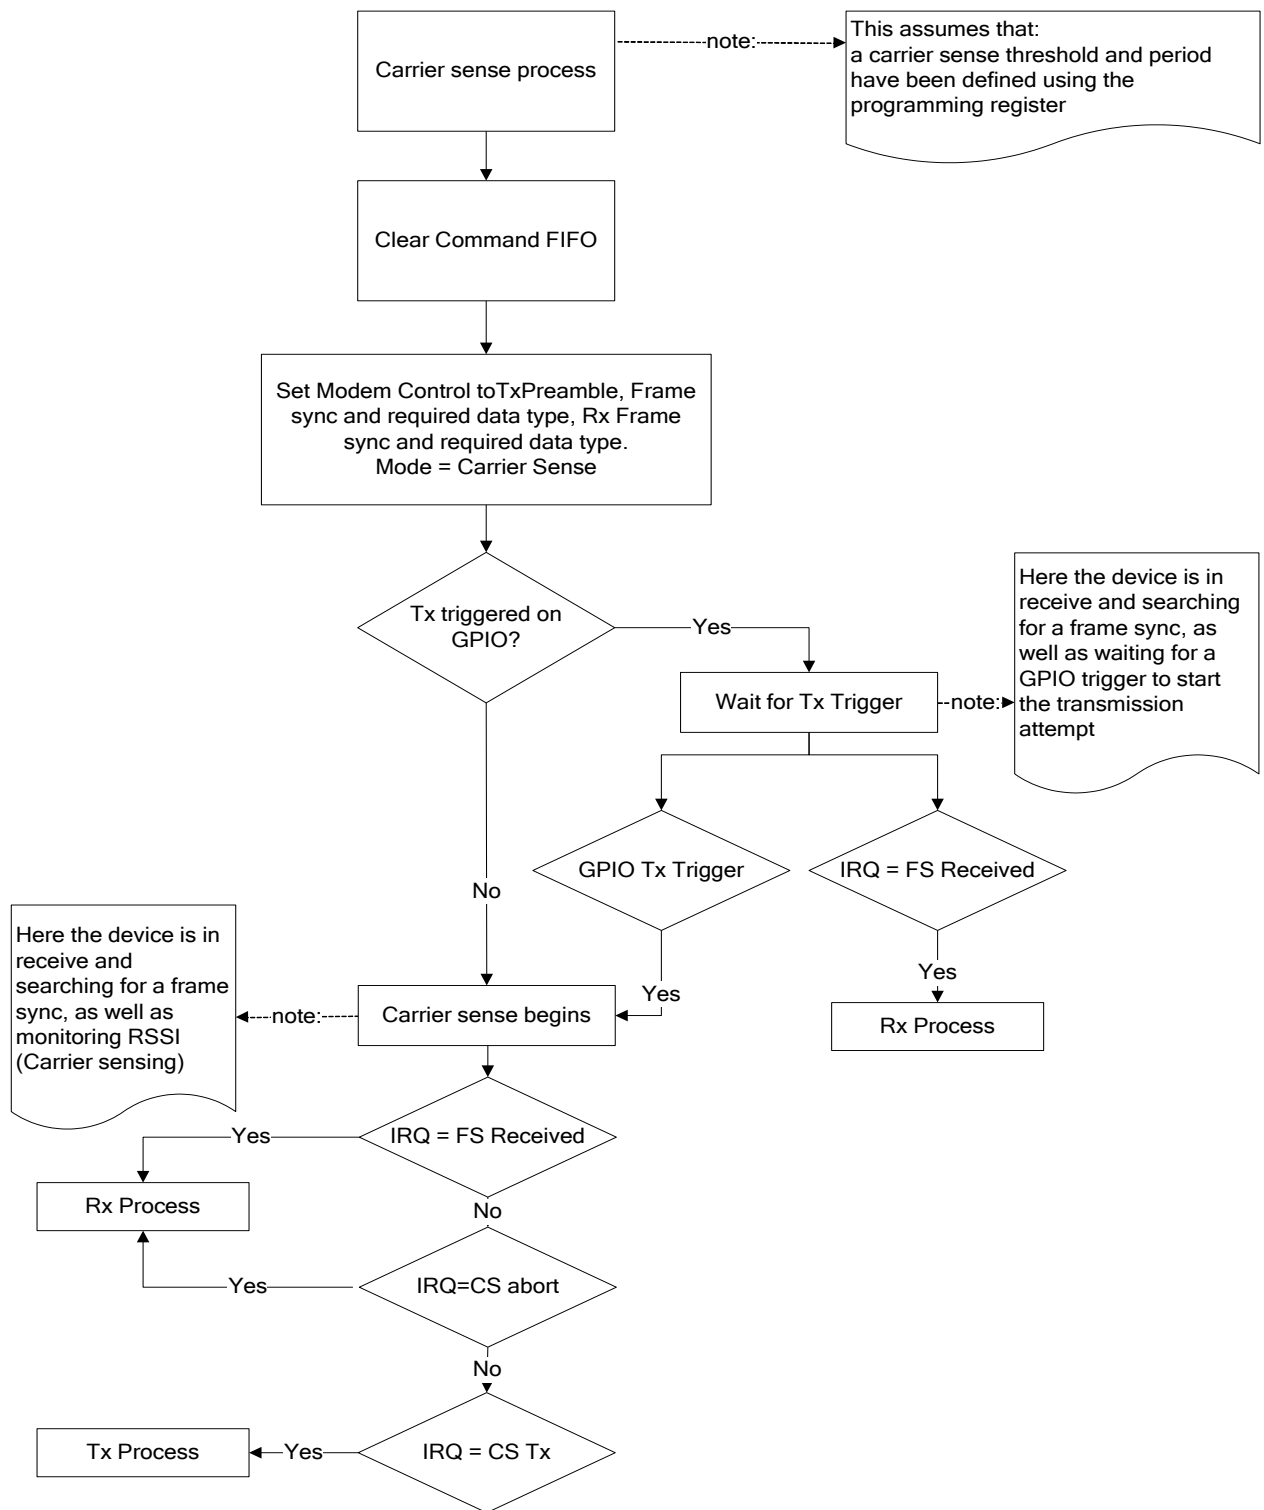 Carrier sense process
note:
This assumes that:
a carrier sense threshold and period
have been defined using the
programming register
Clear Command FIFO
Set Modem Control toTxPreamble, Frame
sync and required data type, Rx Frame
sync and required data type.
Mode = Carrier Sense
Tx triggered on
GPIO?
Yes
Wait for Tx Trigger
note:
Here the device is in
receive and searching
for a frame sync, as
well as waiting for a
GPIO trigger to start
the transmission
attempt
GPIO Tx Trigger
IRQ = FS Received
No
Yes
Yes
Rx Process
Here the device is in
receive and
searching for a frame
sync, as well as
monitoring RSSI
(Carrier sensing)
note:
Carrier sense begins
IRQ = FS Received
Yes
Rx Process
No
IRQ=CS abort
Yes
No
IRQ = CS Tx
Yes
Tx Process